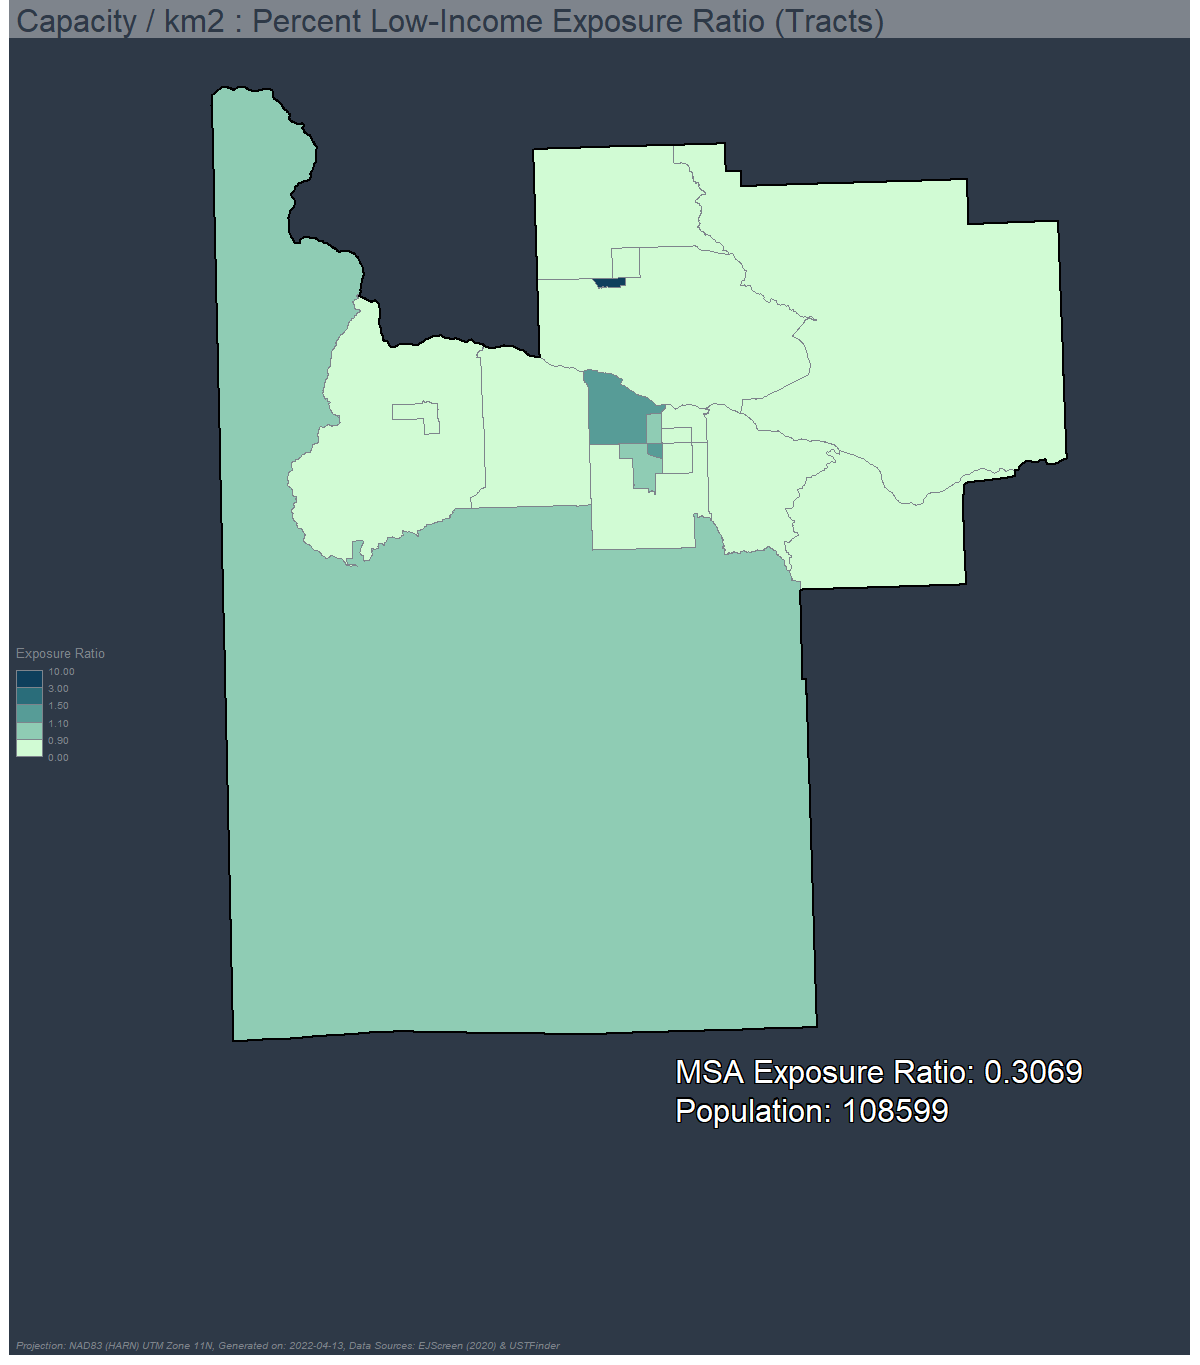 Capacity / km2 : Percent Low-Income Exposure Ratio (Tracts)
Exposure Ratio
10.00
3.00
1.50
1.10
0.90
0.00
MSA Exposure Ratio: 0.3069
Population: 108599
Projection: NAD83 (HARN) UTM Zone 11N, Generated on: 2022-04-13, Data Sources: EJScreen (2020) & USTFinder